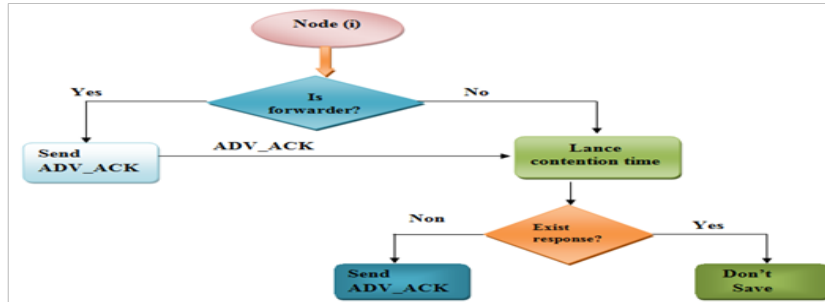 Node (i)
Is
forwarder?
Yes
No
Send
ADV_ACK
ADV_ACK
Lance
contention time
Exist
response?
Non
Yes
Send
ADV_ACK
Don't
Save